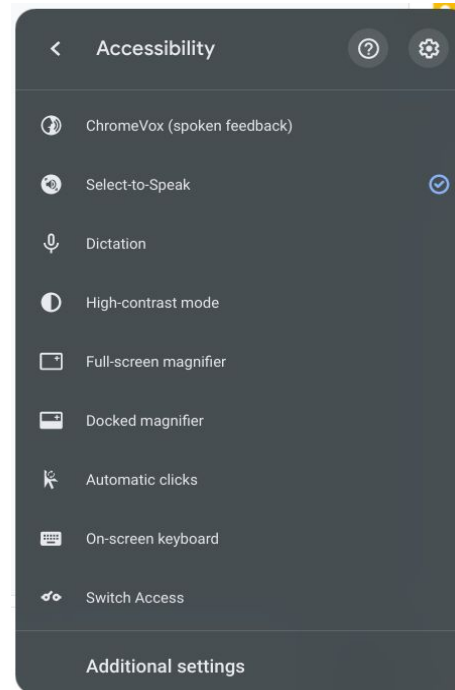 Accessibility
ChromeVox (spoken feedback)
Select-to-Speak
Dictation
High-contrast mode
Full-screen magnifier
Docked magnifier
Automatic clicks
On-screen keyboard
Switch Access
Additional settings